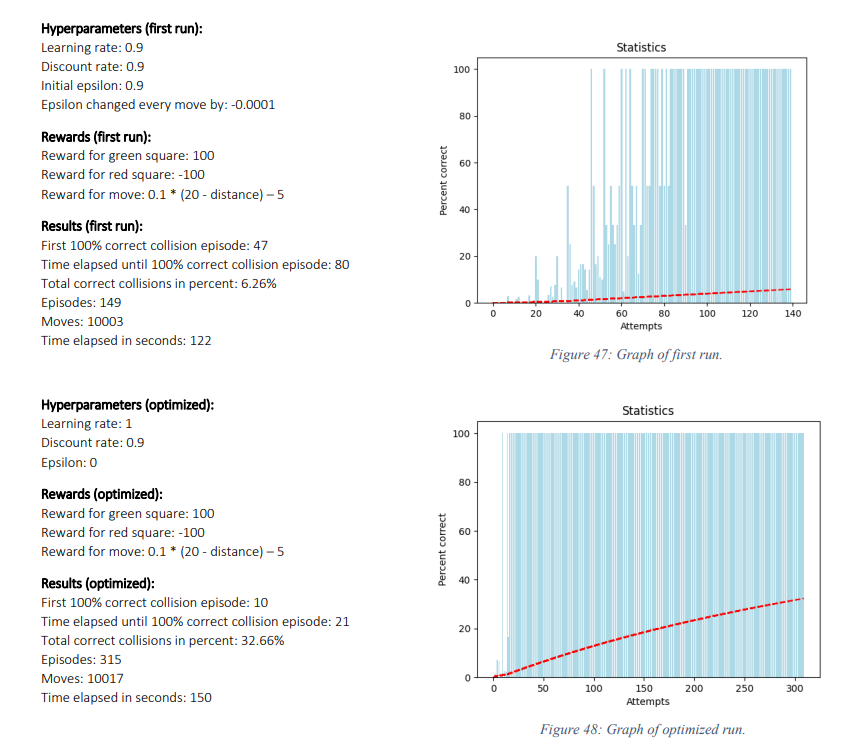 Hyperparameters (first run):
Learning rate: 0.9
Discount rate: 0.9
Initial epsilon: 0.9
Epsilon changed every move by: -0.0001
Rewards (first run):
Reward for green square: 100
Reward for red square: -100
Reward for move: 0.1 * (20 - distance) – 5
Results (first run):
First 100% correct collision episode: 47
Time elapsed until 100% correct collision episode: 80
Total correct collisions in percent: 6.26%
Episodes: 149
Moves: 10003
Time elapsed in seconds: 122
Statistics
Percent correct
100
80
60
40
20
0
0 20 40 60 80 100 120 140
Attempts
Figure 47: Graph of first run.
Hyperparameters (optimized):
Learning rate: 1
Discount rate: 0.9
Epsilon: 0
Rewards (optimized):
Reward for green square: 100
Reward for red square: -100
Reward for move: 0.1 * (20 - distance) – 5
Results (optimized):
First 100% correct collision episode: 10
Time elapsed until 100% correct collision episode: 21
Total correct collisions in percent: 32.66%
Episodes: 315
Moves: 10017
Time elapsed in seconds: 150
Statistics
Percent correct
100
80
60
40
20
0
0 50 100 150 200 250 300
Attempts
Figure 48: Graph of optimized run.